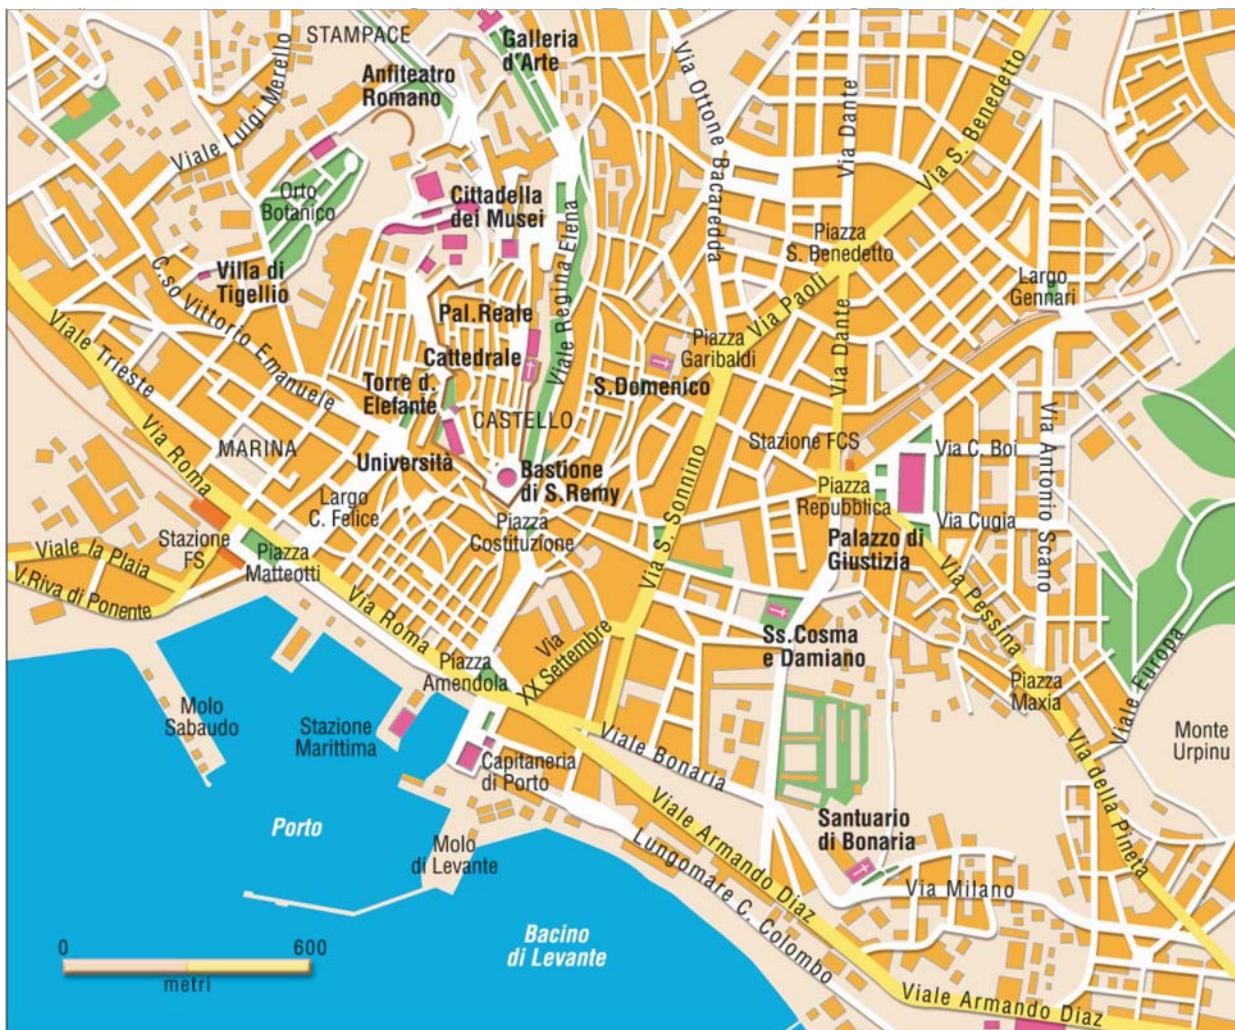 STAMPACE
Galleria
d'Arte
Anfiteatro
Romano
Viale Luigi Merello
Via Ottone Bacaredda
Via Dante
Via S. Benedetto
Orto
Botanico
Cittadella
dei Musei
Viale Regina Elena
Piazza
S. Benedetto
Villa di
Tigellio
C.so Vittorio Emanuele
Largo
Gennari
Pal.Reale
Via Paoli
Viale Trieste
Cattedrale
Piazza
Garibaldi
Via Dante
Torre d.
Elefante
S.Domenico
CASTELLO
Via Roma
MARINA
Stazione FCS
Via C. Boi
Via Antonio Scano
Università
Bastione
di S.Remy
Via S. Sonnino
Piazza
Repubblica
Largo
C. Felice
Piazza
Costituzione
Via Cugia
Stazione
FS
Palazzo di
Giustizia
Viale la Plaia
Piazza
Matteotti
V.Riva di Ponente
Via Pessina
Via Roma
Via
XX Settembre
Ss.Cosma
e Damiano
Viale Europa
Piazza
Amendola
Piazza
Maxia
Molo
Sabaudo
Stazione
Marittima
Monte
Urpinu
Capitaneria
di Porto
Viale Bonaria
Via della Pineta
Viale Armando Diaz
Santuario
di Bonaria
Porto
Molo
di Levante
Lungomare C. Colombo
Via Milano
Bacino
di Levante
0 600
metri
Viale Armando Diaz